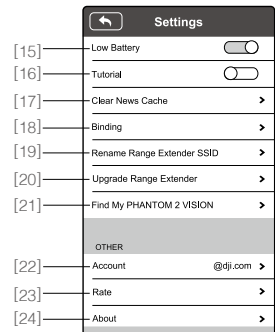 Settings
[15] Low Battery
[16] Tutorial
[17] Clear News Cache
[18] Binding
[19] Rename Range Extender SSID
[20] Upgrade Range Extender
[21] Find My PHANTOM 2 VISION
OTHER
[22] Account @dji.com
[23] Rate
[24] About